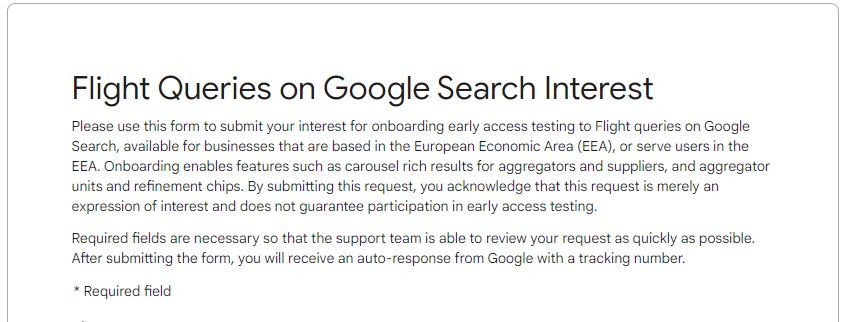 Flight Queries on Google Search Interest
Please use this form to submit your interest for onboarding early access testing to Flight queries on Google
Search, available for businesses that are based in the European Economic Area (EEA), or serve users in the
EEA. Onboarding enables features such as carousel rich results for aggregators and suppliers, and aggregator
units and refinement chips. By submitting this request, you acknowledge that this request is merely an
expression of interest and does not guarantee participation in early access testing.
Required fields are necessary so that the support team is able to review your request as quickly as possible.
After submitting the form, you will receive an auto-response from Google with a tracking number.
* Required field